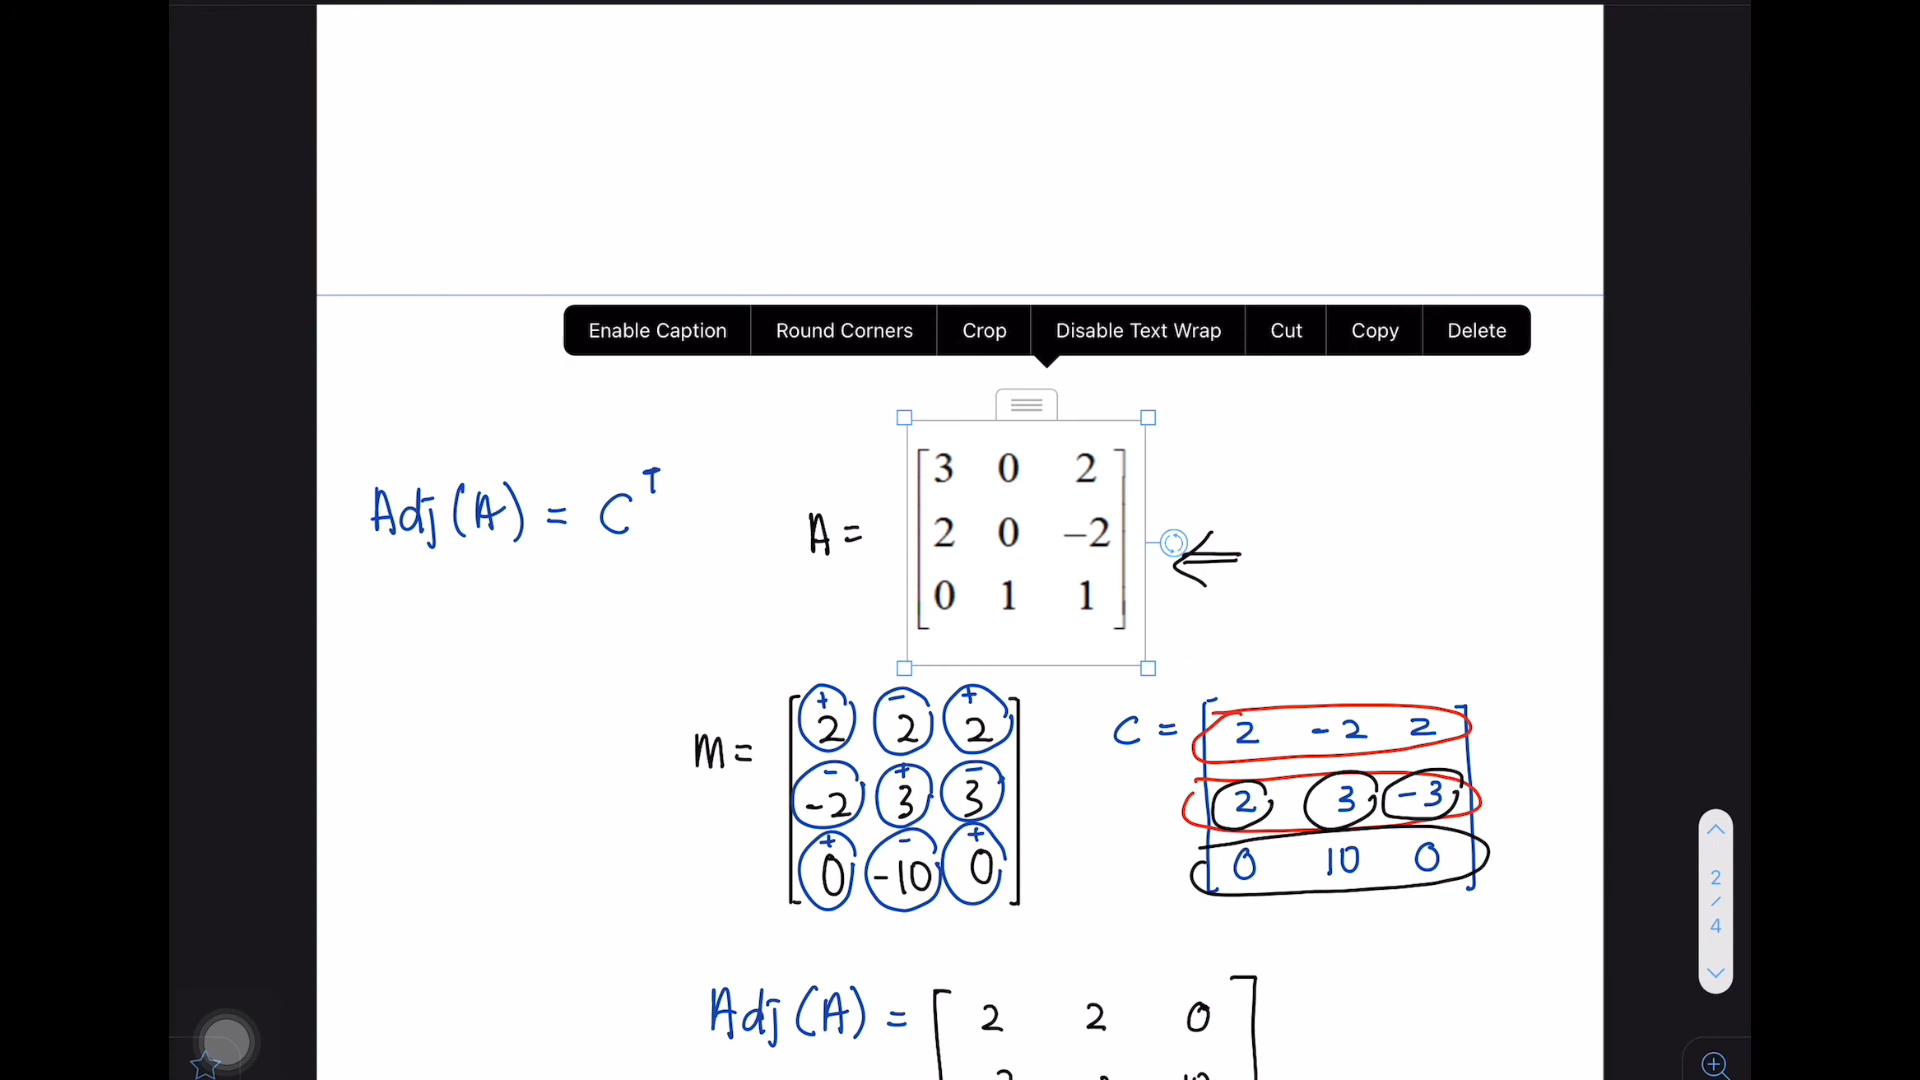 Enable Caption Round Corners Crop Disable Text Wrap Cut Copy Delete
Adj(A) = Cᵀ
A =
3 0 2
2 0 −2
0 1 1
M =
+ − +
2 2 2
− + −
-2 3 3
+ − +
0 -10 0
C =
2 -2 2
2 3 -3
0 10 0
2
/
4
Adj(A) =
2 2 0